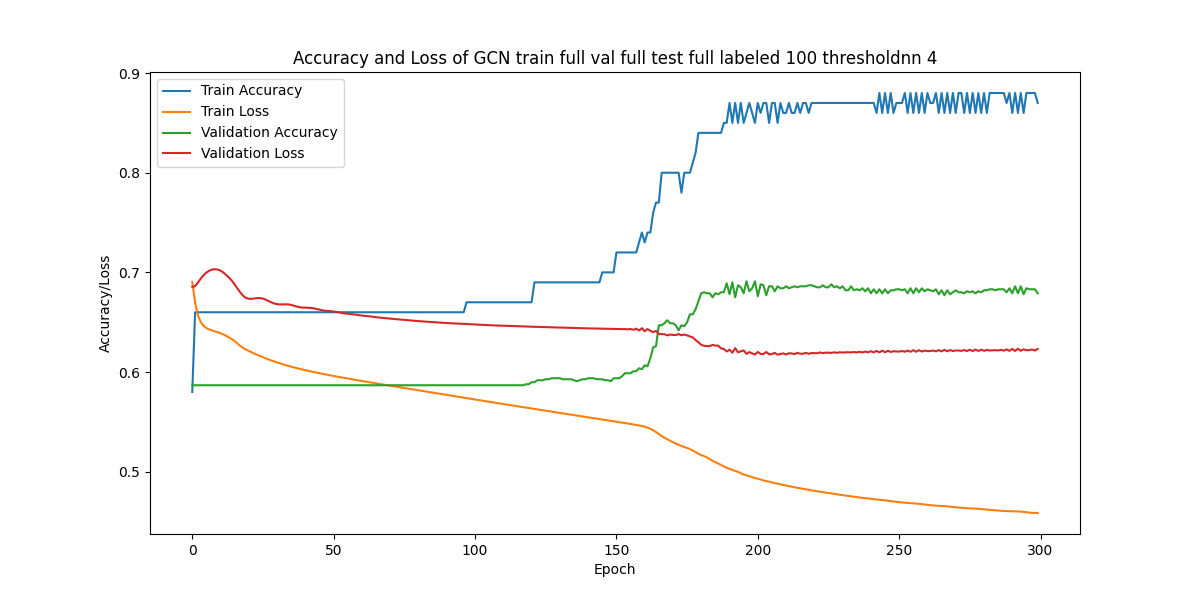 Accuracy and Loss of GCN train full val full test full labeled 100 thresholdnn 4
Train Accuracy
Train Loss
Validation Accuracy
Validation Loss
Accuracy/Loss
0.9
0.8
0.7
0.6
0.5
0
50
100
150
200
250
300
Epoch